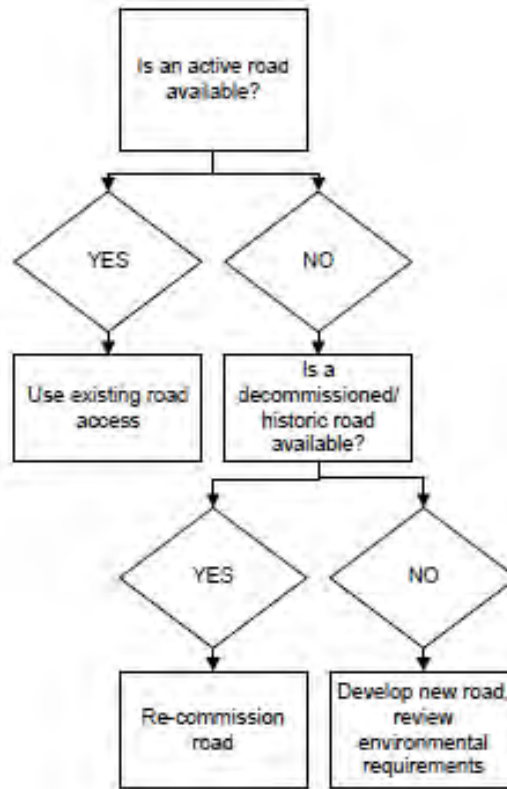 Is an active road
available?
YES
NO
Use existing road
access
Is a
decommissioned/
historic road
available?
YES
NO
Re-commission
road
Develop new road,
review
environmental
requirements